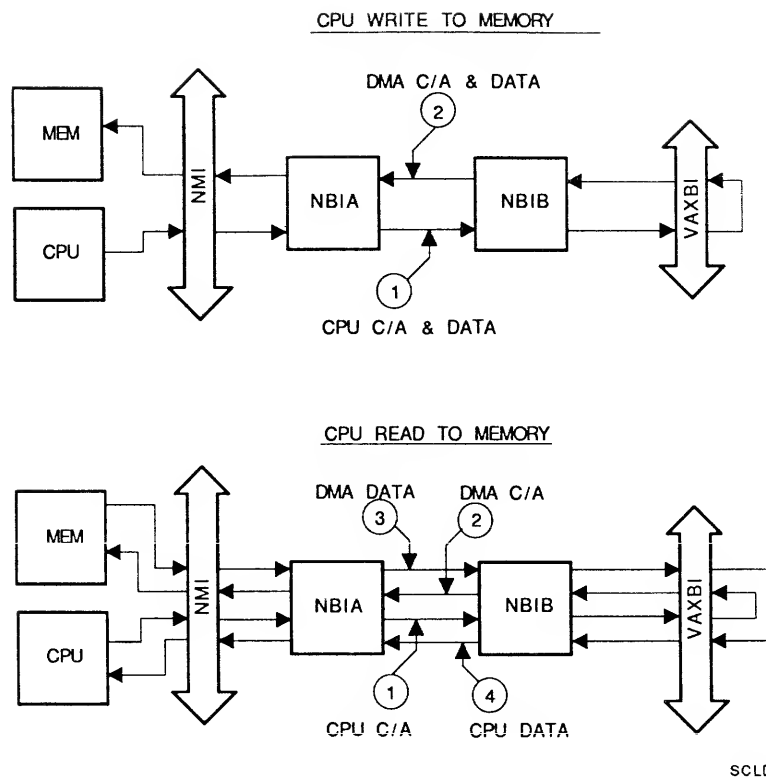 CPU WRITE TO MEMORY
DMA C/A & DATA
2
MEM
NMI
NBIA
NBIB
VAXBI
CPU
1
CPU C/A & DATA
CPU READ TO MEMORY
DMA DATA
DMA C/A
3
2
MEM
NMI
NBIA
NBIB
VAXBI
CPU
1
4
CPU C/A
CPU DATA